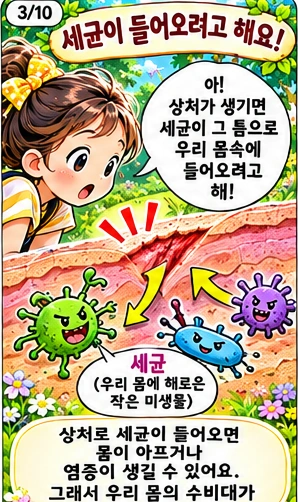 3/10
세균이 들어오려고 해요!
아!
상처가 생기면
세균이 그 틈으로
우리 몸속에
들어오려고
해!
세균
(우리 몸에 해로운
작은 미생물)
상처로 세균이 들어오면
몸이 아프거나
염증이 생길 수 있어요.
그래서 우리 몸의 수비대가